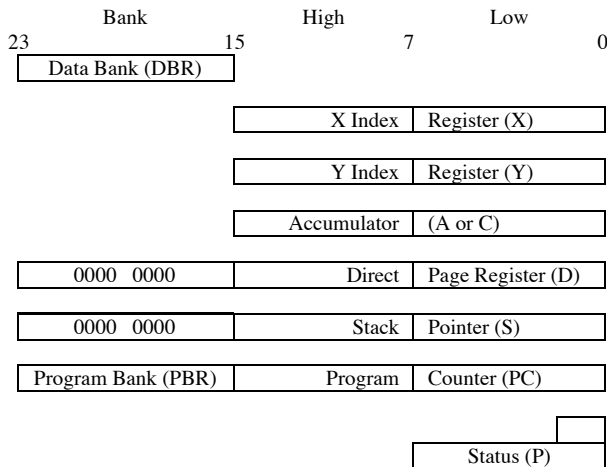 Bank High Low
23 15 7 0
Data Bank (DBR)
X Index Register (X)
Y Index Register (Y)
Accumulator (A or C)
0000 0000 Direct Page Register (D)
0000 0000 Stack Pointer (S)
Program Bank (PBR) Program Counter (PC)
Status (P)